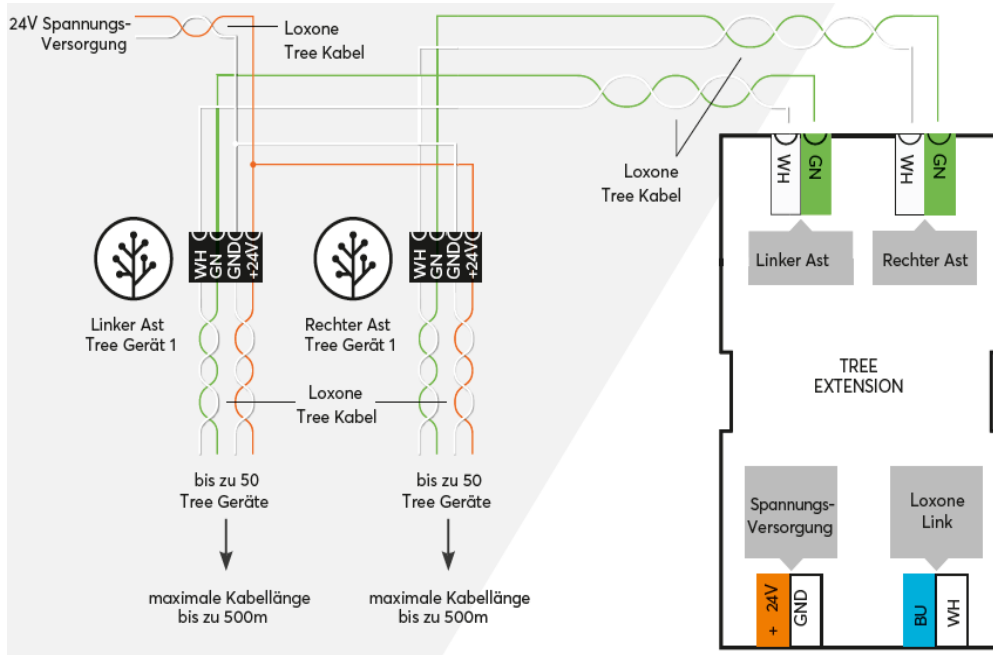 24V Spannungs-
Versorgung
Loxone
Tree Kabel
Loxone
Tree Kabel
WH
GN
WH
GN
Linker Ast
Rechter Ast
WH
GN
GND
+24V
WH
GN
GND
+24V
Linker Ast
Tree Gerät 1
Rechter Ast
Tree Gerät 1
TREE
EXTENSION
Loxone
Tree Kabel
bis zu 50
Tree Geräte
bis zu 50
Tree Geräte
maximale Kabellänge
bis zu 500m
maximale Kabellänge
bis zu 500m
Spannungs-
Versorgung
Loxone
Link
+ 24V
GND
BU
WH